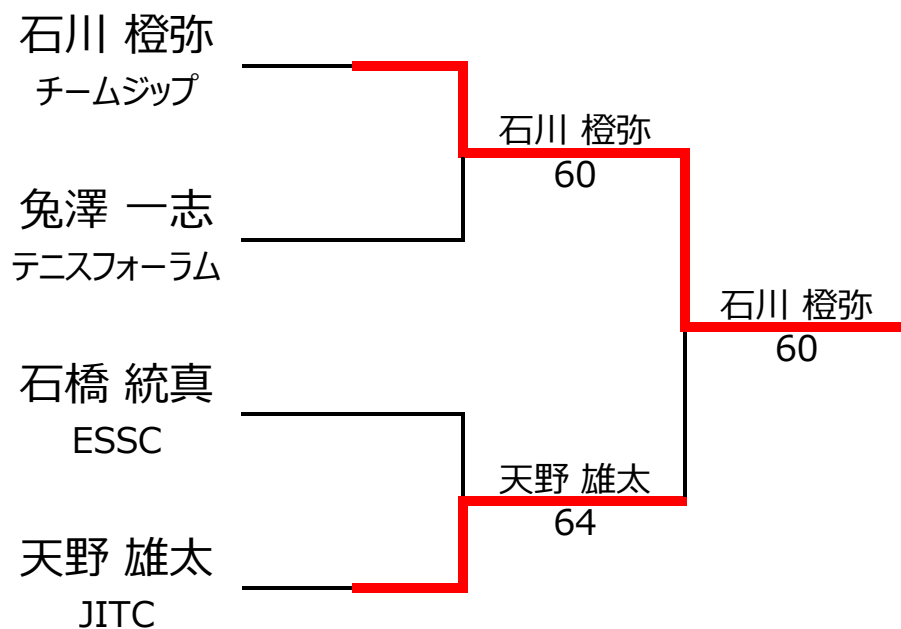 石川 橙弥
チームジップ
石川 橙弥
60
兔澤 一志
テニスフォーラム
石川 橙弥
60
石橋 統真
ESSC
天野 雄太
64
天野 雄太
JITC